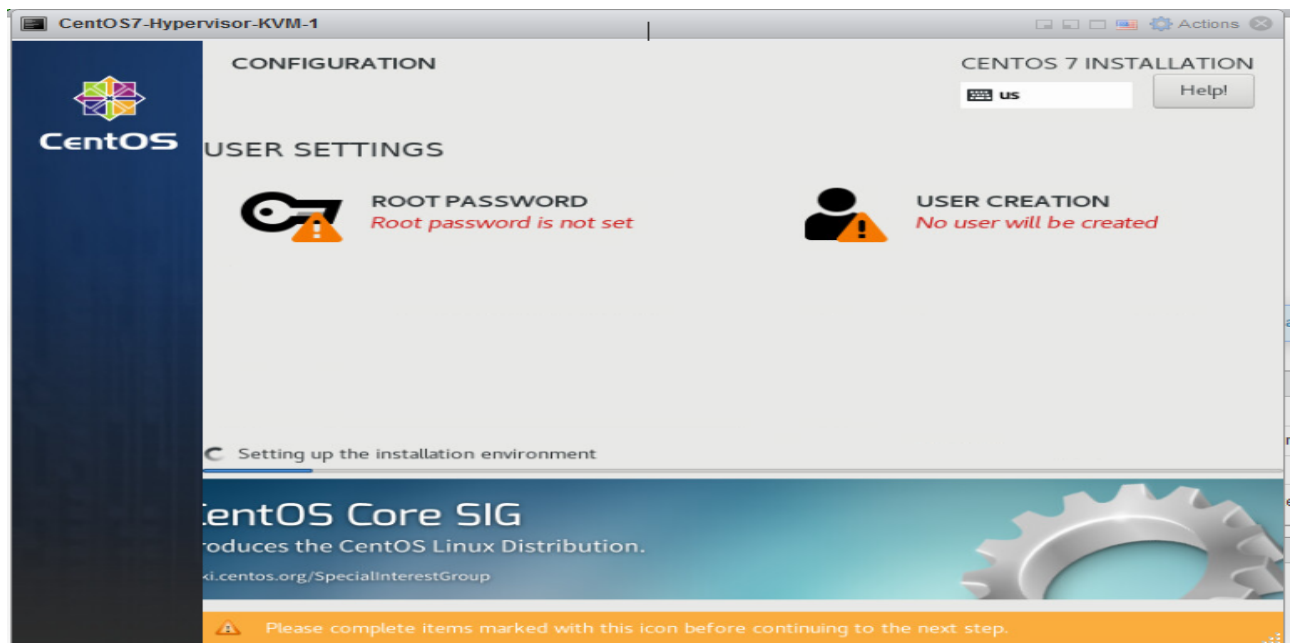 CentOS7-Hypervisor-KVM-1
Actions
CONFIGURATION
CENTOS 7 INSTALLATION
us
Help!
CentOS
USER SETTINGS
ROOT PASSWORD
Root password is not set
USER CREATION
No user will be created
Setting up the installation environment
entOS Core SIG
roduces the CentOS Linux Distribution.
ki.centos.org/SpecialInterestGroup
Please complete items marked with this icon before continuing to the next step.